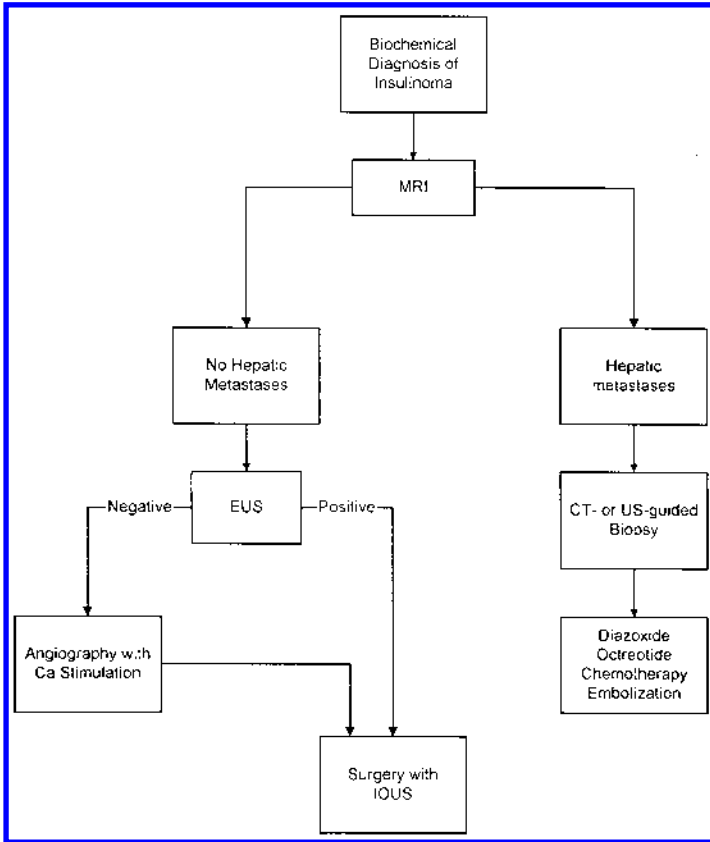 Biochemical
Diagnosis of
Insulinoma
MRI
No Hepatic
Metastases
Hepatic
metastases
Negative
EUS
Positive
CT- or US-guided
Biopsy
Angiography with
Ca Stimulation
Diazoxide
Octreotide
Chemotherapy
Embolization
Surgery with
IOUS